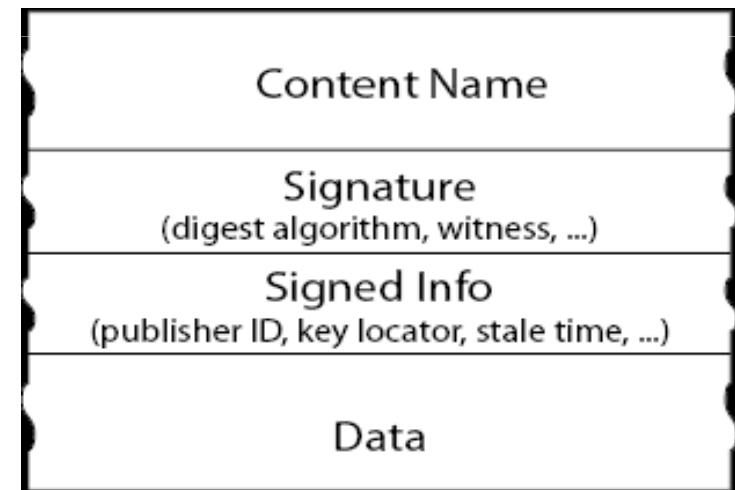 Content Name
Signature
(digest algorithm, witness, ...)
Signed Info
(publisher ID, key locator, stale time, ...)
Data